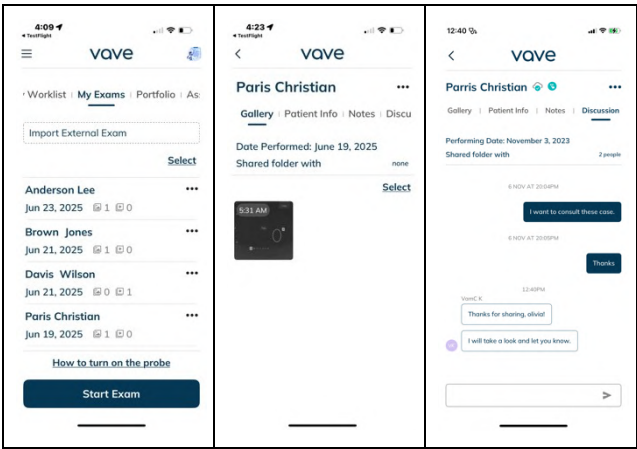 4:09
TestFlight
vave
Worklist My Exams Portfolio As
Import External Exam
Select
Anderson Lee
Jun 23, 2025 1 0
Brown Jones
Jun 21, 2025 1 0
Davis Wilson
Jun 21, 2025 0 1
Paris Christian
Jun 19, 2025 1 0
How to turn on the probe
Start Exam
4:23
TestFlight
vave
Paris Christian
Gallery Patient Info Notes Discu
Date Performed: June 19, 2025
Shared folder with none
Select
5:31 AM
12:40
vave
Parris Christian
Gallery Patient Info Notes Discussion
Performing Date: November 3, 2023
Shared folder with 2 people
6 NOV AT 20:04PM
I want to consult these case.
6 NOV AT 20:05PM
Thanks
12:40PM
VamC K
Thanks for sharing, olivia!
I will take a look and let you know.